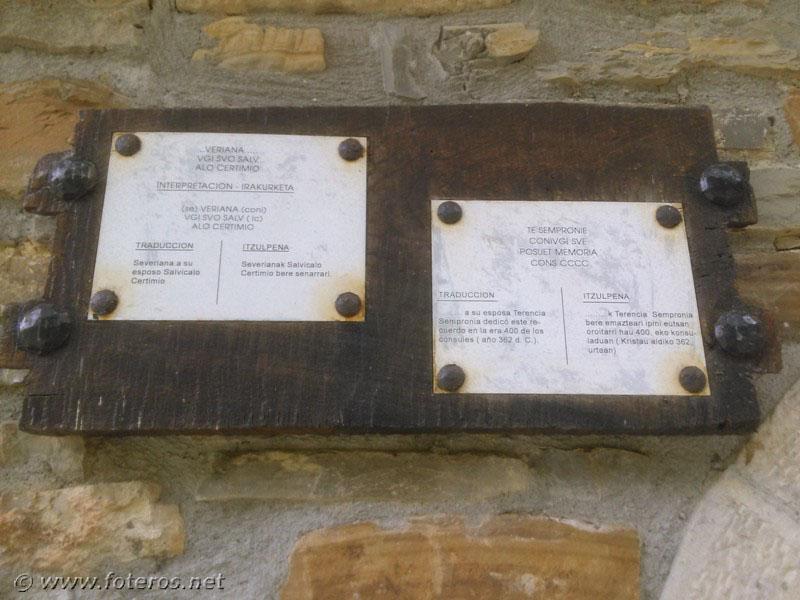 ...VERIANA.....
VGI SVO SALV...
ALO CERTIMIO
INTERPRETACION - IRAKURKETA
(se) VERIANA (coni)
VGI SVO SALV ( ic)
ALO CERTIMIO
TRADUCCION
Severiana a su
esposo Salvicalo
Certimio
ITZULPENA
Severianak Salvicalo
Certimio bere senarrari.
TE SEMPRONIE
CONIVGI SVE
POSUET MEMORIA
CONS CCCC
TRADUCCION
a su esposa Terencia
Sempronia dedicó este re-
cuerdo en la era 400 de los
consules ( año 362 d. C.).
ITZULPENA
k Terencia Sempronia
bere emazteari ipini eutsan
oroitarri hau 400, eko konsu-
laduan ( Kristau aldiko 362,
urtean)
© www.foteros.net